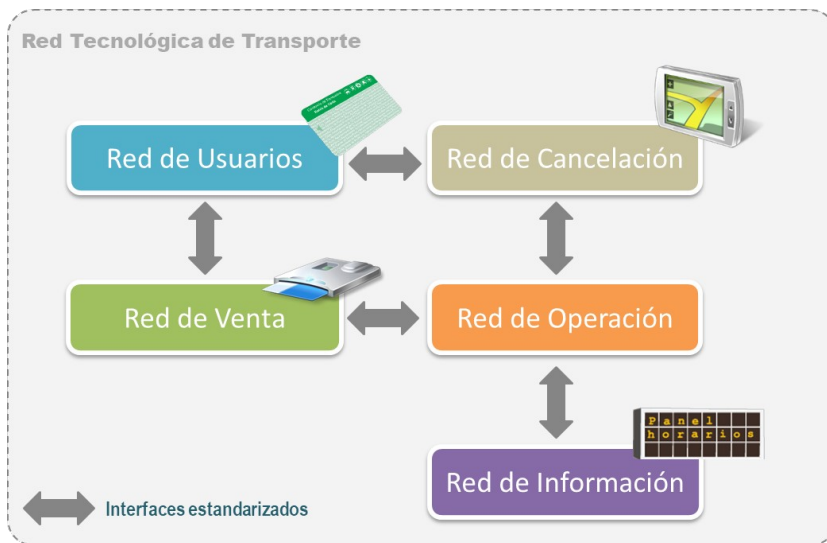 Red Tecnológica de Transporte
Red de Usuarios
Red de Cancelación
Red de Venta
Red de Operación
Panel
horarios
Red de Información
Interfaces estandarizados